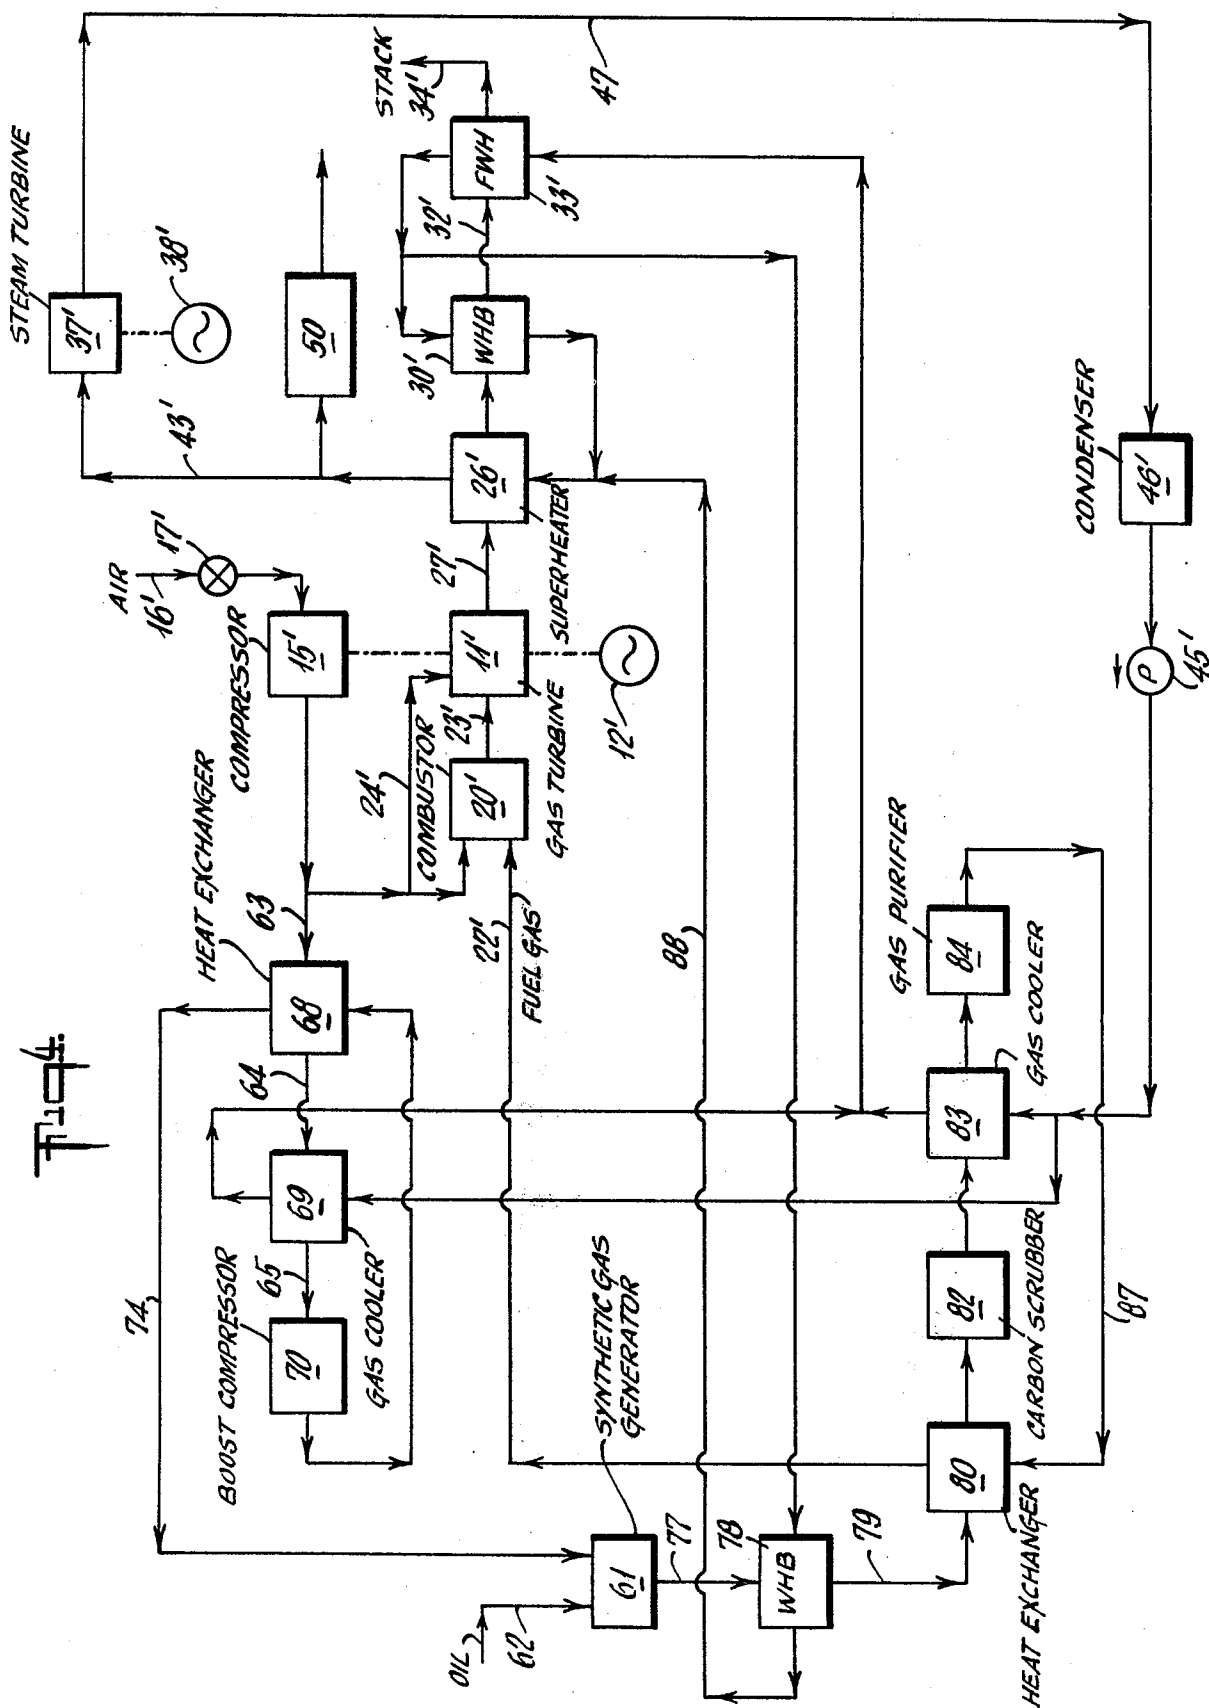 Fig. 4.
74
BOOST COMPRESSOR
70
65
GAS COOLER
69
64
HEAT EXCHANGER
68
63
COMPRESSOR
15'
AIR
16'
17'
STEAM TURBINE
37'
38'
43'
50
STACK
34'
47
24'
COMBUSTOR
20'
23'
GAS TURBINE
11'
12'
27'
SUPERHEATER
26'
WHB
30'
32'
FWH
33'
22'
FUEL GAS
88
OIL
62
SYNTHETIC GAS
GENERATOR
61
77
WHB
78
79
HEAT EXCHANGER
80
CARBON SCRUBBER
82
GAS COOLER
83
GAS PURIFIER
84
87
P
45'
CONDENSER
46'